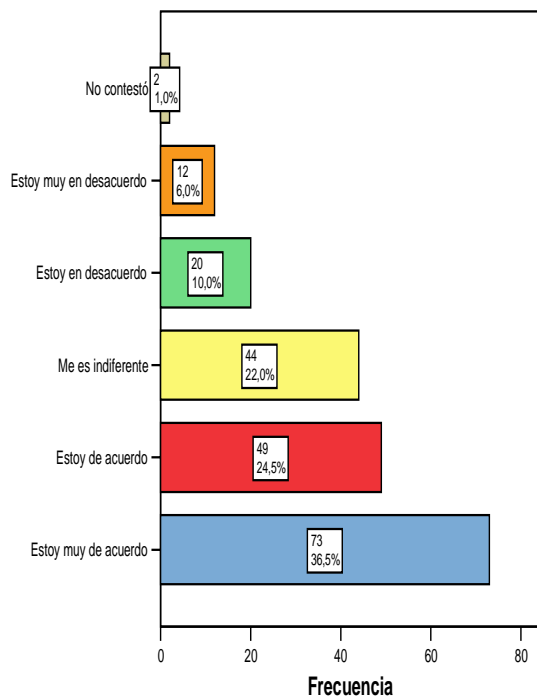 No contestó
2
1,0%
Estoy muy en desacuerdo
12
6,0%
Estoy en desacuerdo
20
10,0%
Me es indiferente
44
22,0%
Estoy de acuerdo
49
24,5%
Estoy muy de acuerdo
73
36,5%
0 20 40 60 80
Frecuencia